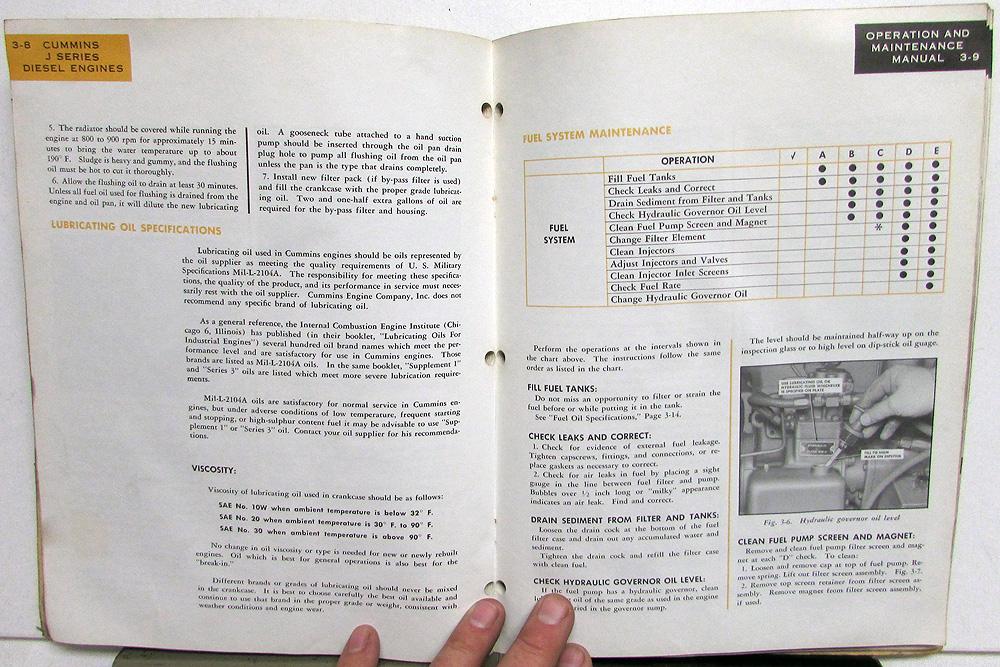 3-8 CUMMINS
J SERIES
DIESEL ENGINES
5. The radiator should be covered while running the
engine at 800 to 900 rpm for approximately 15 min-
utes to bring the water temperature up to about
190° F. Sludge is heavy and gummy, and the flushing
oil must be hot to cut it thoroughly.
6. Allow the flushing oil to drain at least 30 minutes.
Unless all fuel oil used for flushing is drained from the
engine and oil pan, it will dilute the new lubricating
oil. A gooseneck tube attached to a hand suction
pump should be inserted through the oil pan drain
plug hole to pump all flushing oil from the oil pan
unless the pan is the type that drains completely.
7. Install new filter pack (if by-pass filter is used)
and fill the crankcase with the proper grade lubricat-
ing oil. Two and one-half extra gallons of oil are
required for the by-pass filter and housing.
LUBRICATING OIL SPECIFICATIONS
Lubricating oil used in Cummins engines should be oils represented by
the oil supplier as meeting the quality requirements of U. S. Military
Specifications Mil-L-2104A. The responsibility for meeting these specifica-
tions, the quality of the product, and its performance in service must neces-
sarily rest with the oil supplier. Cummins Engine Company, Inc. does not
recommend any specific brand of lubricating oil.
As a general reference, the Internal Combustion Engine Institute (Chi-
cago 6, Illinois) has published (in their booklet, "Lubricating Oils For
Industrial Engines") several hundred oil brand names which meet the per-
formance level and are satisfactory for use in Cummins engines. Those
brands are listed as Mil-L-2104A oils. In the same booklet, "Supplement 1"
and "Series 3" oils are listed which meet more severe lubrication require-
ments.
Mil-L-2104A oils are satisfactory for normal service in Cummins en-
gines, but under adverse conditions of low temperature, frequent starting
and stopping, or high-sulphur content fuel it may be advisable to use "Sup-
plement 1" or "Series 3" oil. Contact your oil supplier for his recommenda-
tions.
VISCOSITY:
Viscosity of lubricating oil used in crankcase should be as follows:
SAE No. 10W when ambient temperature is below 32° F.
SAE No. 20 when ambient temperature is 30° F. to 90° F.
SAE No. 30 when ambient temperature is above 90° F.
No change in oil viscosity or type is needed for new or newly rebuilt
engines. Oil which is best for general operations is also best for the
"break-in."
Different brands or grades of lubricating oil should never be mixed
in the crankcase. It is best to choose carefully the best oil available and
continue to use that brand in the proper grade or weight, consistent with
weather conditions and engine wear.
OPERATION AND
MAINTENANCE
MANUAL 3-9
FUEL SYSTEM MAINTENANCE
OPERATION √ A B C D E
FUEL
SYSTEM
Fill Fuel Tanks ● ● ● ● ●
Check Leaks and Correct ● ● ● ● ●
Drain Sediment from Filter and Tanks ● ● ● ●
Check Hydraulic Governor Oil Level ● ● ● ●
Clean Fuel Pump Screen and Magnet ● ● ● ●
Change Filter Element * ● ●
Clean Injectors ● ●
Adjust Injectors and Valves ● ●
Clean Injector Inlet Screens ● ●
Check Fuel Rate ●
Change Hydraulic Governor Oil
Perform the operations at the intervals shown in
the chart above. The instructions follow the same
order as listed in the chart.
FILL FUEL TANKS:
Do not miss an opportunity to filter or strain the
fuel before or while putting it in the tank.
See "Fuel Oil Specifications," Page 3-14.
CHECK LEAKS AND CORRECT:
1. Check for evidence of external fuel leakage.
Tighten capscrews, fittings, and connections, or re-
place gaskets as necessary to correct.
2. Check for air leaks in fuel by placing a sight
gauge in the line between fuel filter and pump.
Bubbles over ½ inch long or "milky" appearance
indicates an air leak. Find and correct.
DRAIN SEDIMENT FROM FILTER AND TANKS:
Loosen the drain cock at the bottom of the fuel
filter case and drain out any accumulated water and
sediment.
Tighten the drain cock and refill the filter case
with clean fuel.
CHECK HYDRAULIC GOVERNOR OIL LEVEL:
If the fuel pump has a hydraulic governor, clean
oil of the same grade as used in the engine
in the governor sump.
The level should be maintained half-way up on the
inspection glass or to high level on dip-stick oil guage.
USE LUBRICATING OIL OR
HYDRAULIC FLUID WHICHEVER
IS SPECIFIED ON PLATE
FILL TO HIGH
MARK ON DIPSTICK
Fig. 3-6. Hydraulic governor oil level
CLEAN FUEL PUMP SCREEN AND MAGNET:
Remove and clean fuel pump filter screen and mag-
net at each "D" check. To clean:
1. Loosen and remove cap at top of fuel pump. Re-
move spring. Lift out filter screen assembly. Fig. 3-7.
2. Remove top screen retainer from filter screen as-
sembly. Remove magnet from filter screen assembly,
if used.